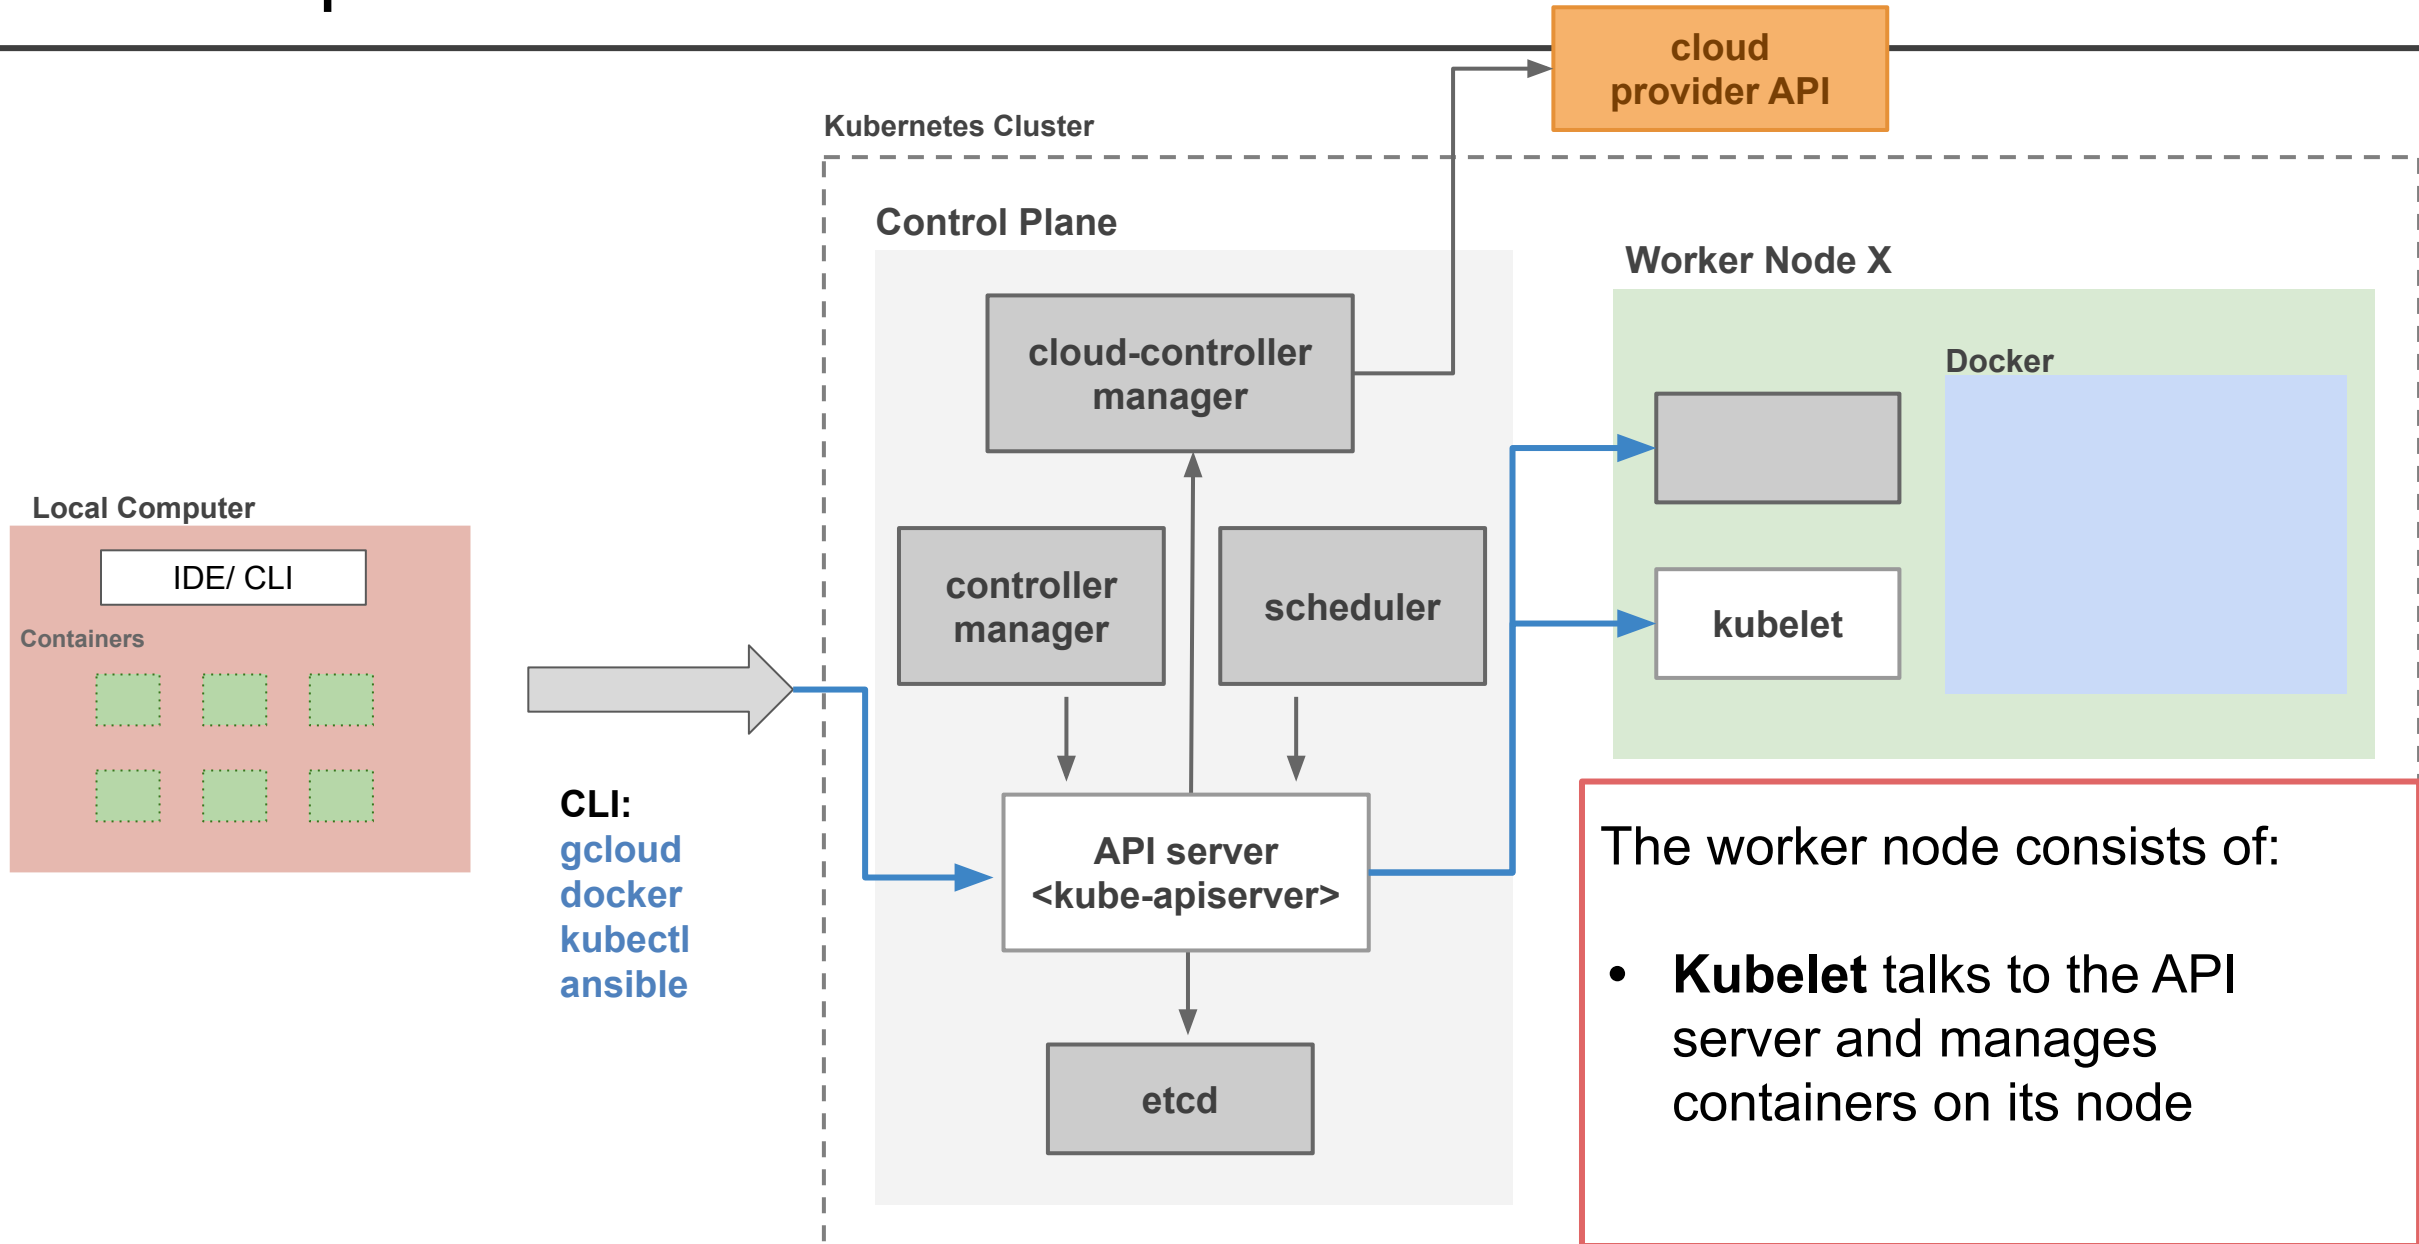 cloud
provider API
Kubernetes Cluster
Control Plane
Worker Node X
cloud-controller
manager
Docker
Local Computer
IDE/ CLI
Containers
controller
manager
scheduler
kubelet
CLI:
gcloud
docker
kubectl
ansible
API server
<kube-apiserver>
etcd
The worker node consists of:
• Kubelet talks to the API
server and manages
containers on its node